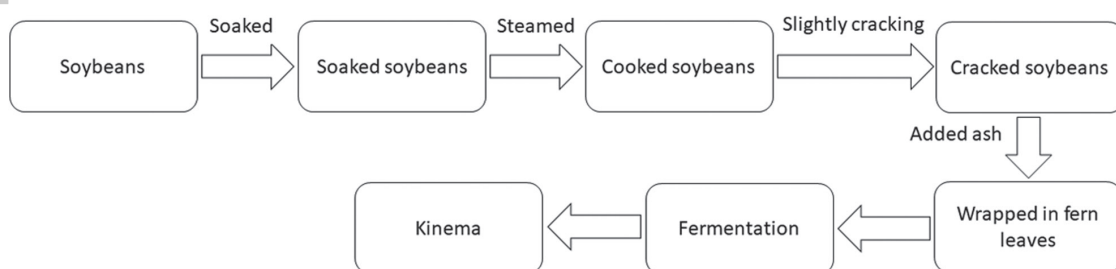 Soaked
Steamed
Slightly cracking
Soybeans
Soaked soybeans
Cooked soybeans
Cracked soybeans
Added ash
Wrapped in fern
leaves
Fermentation
Kinema